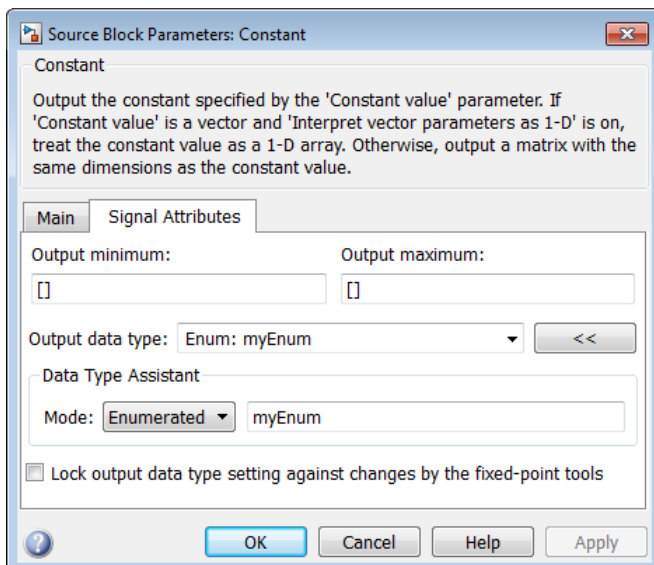 Source Block Parameters: Constant
Constant
Output the constant specified by the 'Constant value' parameter. If
'Constant value' is a vector and 'Interpret vector parameters as 1-D' is on,
treat the constant value as a 1-D array. Otherwise, output a matrix with the
same dimensions as the constant value.
Main Signal Attributes
Output minimum: Output maximum:
[] []
Output data type: Enum: myEnum <<
Data Type Assistant
Mode: Enumerated myEnum
Lock output data type setting against changes by the fixed-point tools
? OK Cancel Help Apply